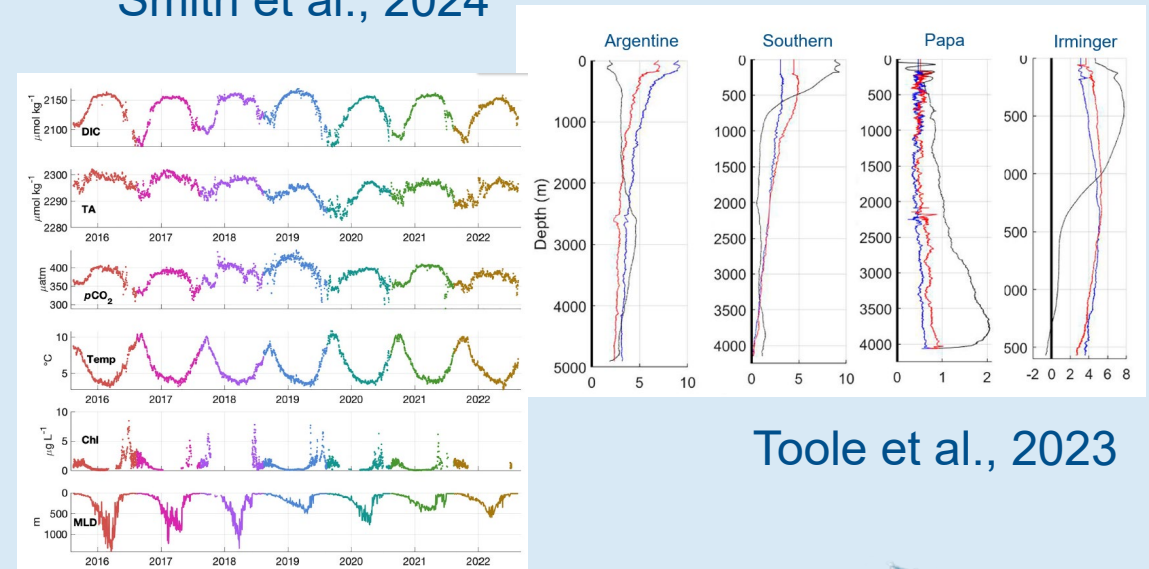 Smith et al., 2024
2150
2100
μmol kg-1
DIC
2300
2290
2280
μmol kg-1
TA
2016 2017 2018 2019 2020 2021 2022
400
350
300
μatm
pCO2
10
5
°C
Temp
2016 2017 2018 2019 2020 2021 2022
10
5
0
μg L-1
Chl
0
500
1000
m
MLD
2016 2017 2018 2019 2020 2021 2022
Argentine Southern Papa Irminger
Depth (m)
0
1000
2000
3000
4000
5000
0 5 10
0
500
1000
1500
2000
2500
3000
3500
4000
0 5 10
0
500
1000
1500
2000
2500
3000
3500
4000
0 1 2
0
500
000
500
000
500
-2 0 2 4 6 8
Toole et al., 2023